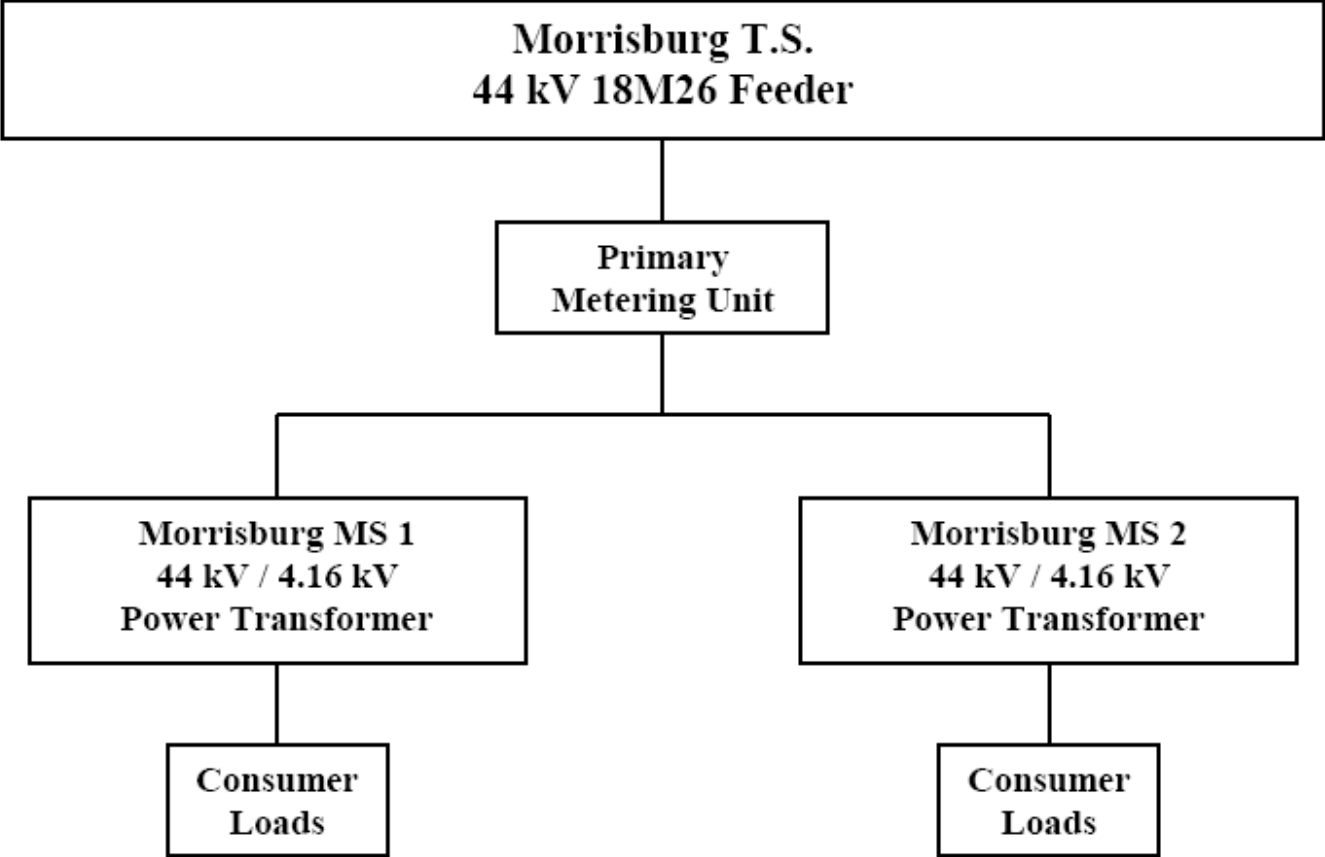 Morrisburg T.S.
44 kV 18M26 Feeder
Primary
Metering Unit
Morrisburg MS 1
44 kV / 4.16 kV
Power Transformer
Morrisburg MS 2
44 kV / 4.16 kV
Power Transformer
Consumer
Loads
Consumer
Loads